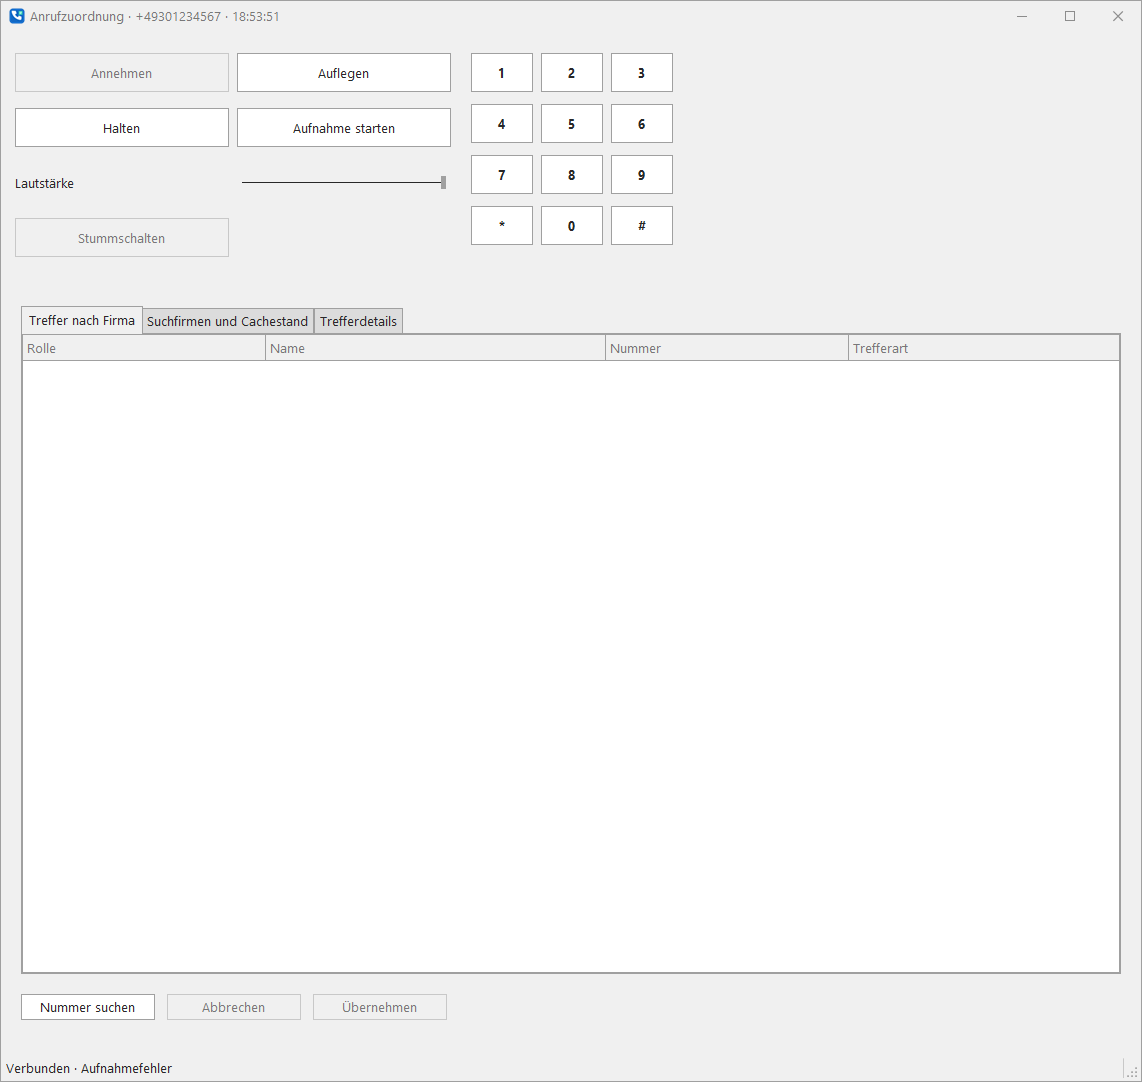 Anrufzuordnung · +49301234567 · 18:53:51
Annehmen
Auflegen
1
2
3
Halten
Aufnahme starten
4
5
6
Lautstärke
7
8
9
Stummschalten
*
0
#
Treffer nach Firma
Suchfirmen und Cachestand
Trefferdetails
Rolle
Name
Nummer
Trefferart
Nummer suchen
Abbrechen
Übernehmen
Verbunden · Aufnahmefehler